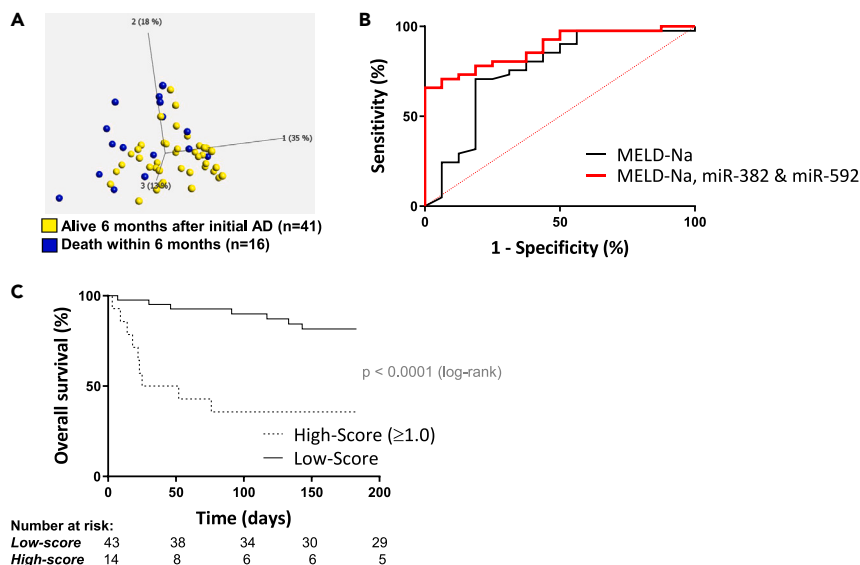 A
2 (18 %)
1 (35 %)
Alive 6 months after initial AD (n=41)
Death within 6 months (n=16)
B
100
50
0
0
50
100
Sensitivity (%)
1 - Specificity (%)
MELD-Na
MELD-Na, miR-382 & miR-592
C
100
50
0
0
50
100
150
200
Overall survival (%)
Time (days)
p < 0.0001 (log-rank)
High-Score (≥1.0)
Low-Score
Number at risk:
Low-score 43 38 34 30 29
High-score 14 8 6 6 5